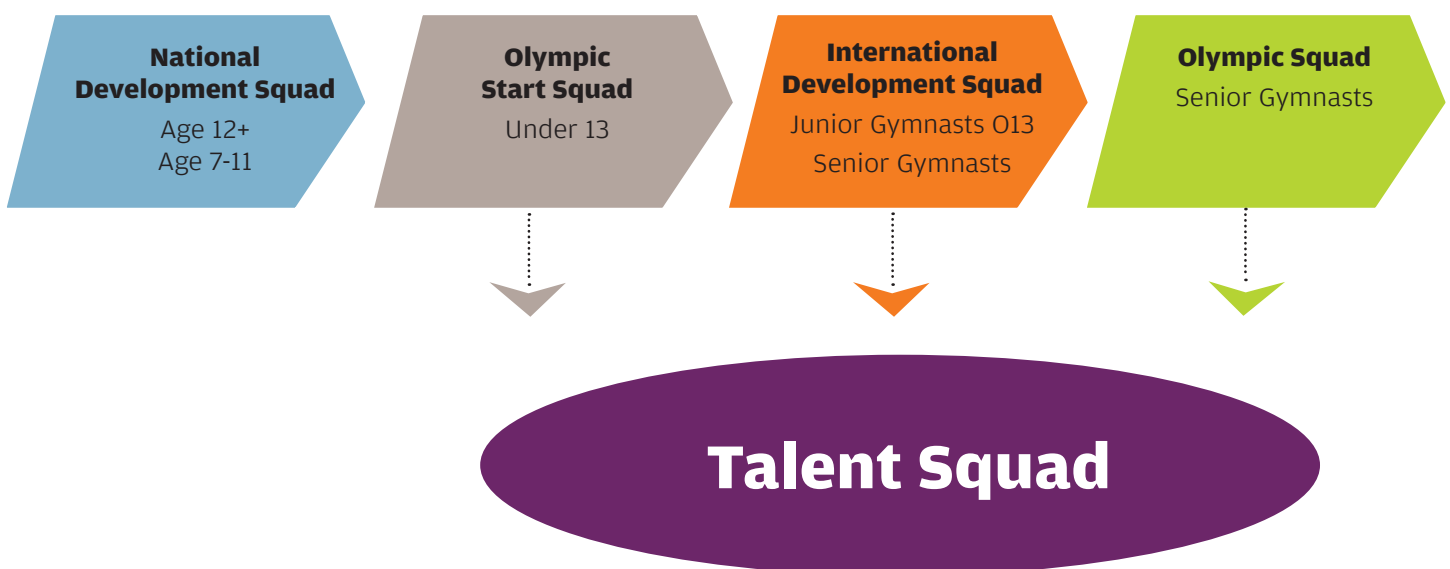 National
Development Squad
Age 12+
Age 7-11
Olympic
Start Squad
Under 13
International
Development Squad
Junior Gymnasts O13
Senior Gymnasts
Olympic Squad
Senior Gymnasts
Talent Squad